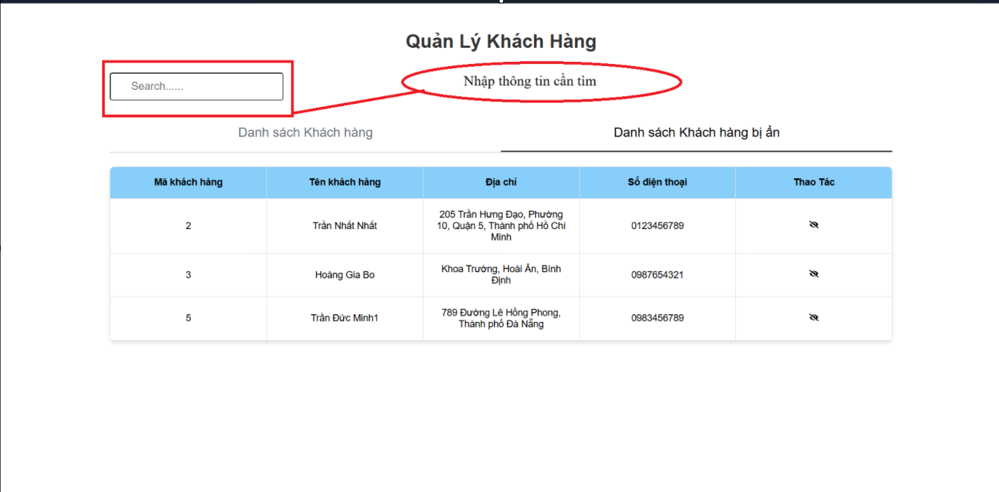 Quản Lý Khách Hàng
Search......
Nhập thông tin cần tìm
Danh sách Khách hàng
Danh sách Khách hàng bị ẩn
Mã khách hàng Tên khách hàng Địa chỉ Số điện thoại Thao Tác
2 Trần Nhất Nhất 205 Trần Hưng Đạo, Phường
10, Quận 5, Thành phố Hồ Chí
Minh 0123456789
3 Hoàng Gia Bo Khoa Trường, Hoài Ân, Bình
Định 0987654321
5 Trần Đức Minh1 789 Đường Lê Hồng Phong,
Thành phố Đà Nẵng 0983456789